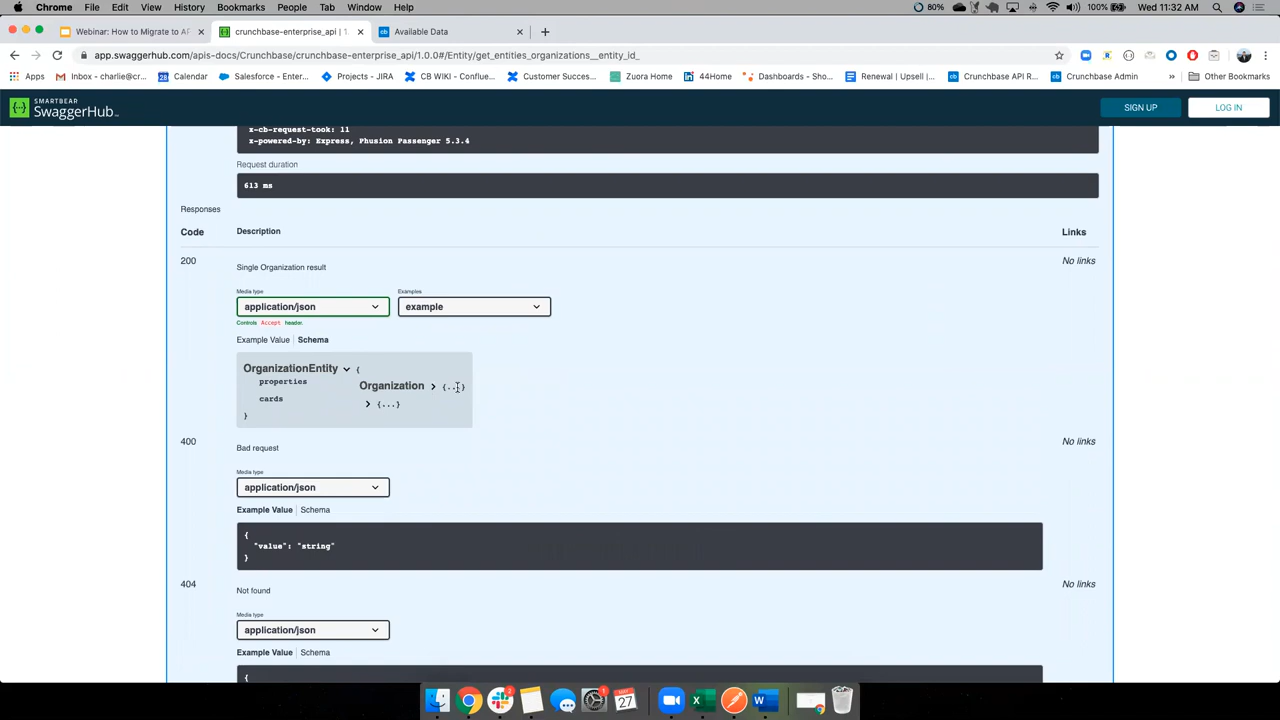 Chrome File Edit View History Bookmarks People Tab Window Help 80% 100% Wed 11:32 AM
Webinar: How to Migrate to AP
crunchbase-enterprise_api | 1.
Available Data
app.swaggerhub.com/apis-docs/Crunchbase/crunchbase-enterprise_api/1.0.0#/Entity/get_entities_organizations__entity_id_
Apps Inbox - charlie@cr... Calendar Salesforce - Enter... Projects - JIRA CB WIKI - Conflue... Customer Succes... Zuora Home 44Home Dashboards - Sho... Renewal | Upsell |... Crunchbase API R... Crunchbase Admin » Other Bookmarks
SMARTBEAR
SwaggerHub
SIGN UP
LOG IN
x-cb-request-took: 11
x-powered-by: Express, Phusion Passenger 5.3.4
Request duration
613 ms
Responses
Code Description Links
200
Single Organization result
No links
Media type Examples
application/json example
Controls Accept header.
Example Value | Schema
OrganizationEntity {
properties Organization > {...}
cards > {...}
}
400
Bad request
No links
Media type
application/json
Example Value | Schema
{
"value": "string"
}
404
Not found
No links
Media type
application/json
Example Value | Schema
{